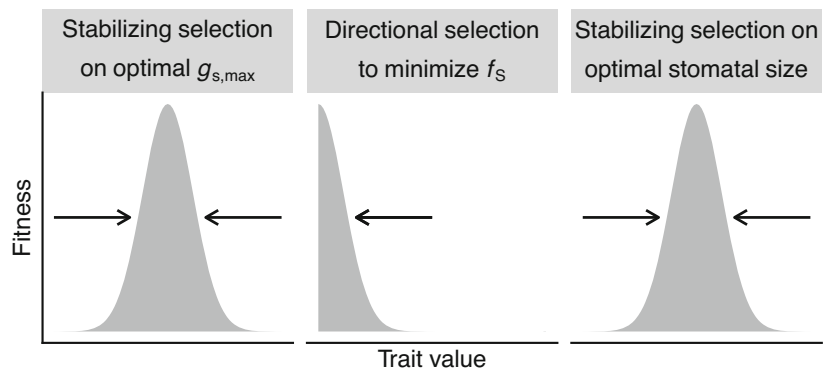 Stabilizing selection
on optimal gs,max
Directional selection
to minimize fS
Stabilizing selection on
optimal stomatal size
Fitness
Trait value